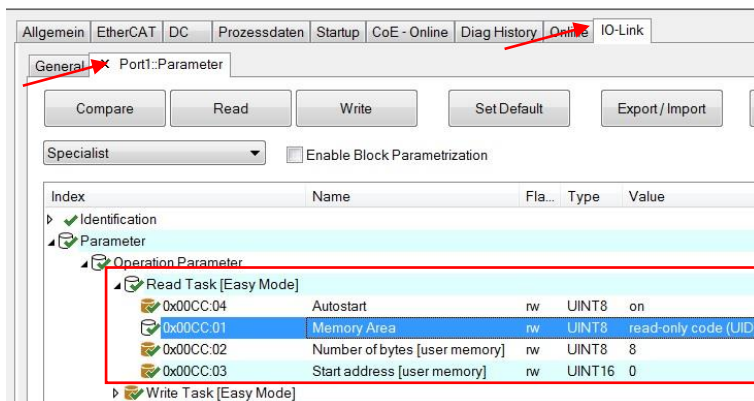 Allgemein EtherCAT DC Prozessdaten Startup CoE - Online Diag History Online IO-Link
General Port1::Parameter
Compare Read Write Set Default Export / Import
Specialist Enable Block Parametrization
Index Name Fla... Type Value
Identification
Parameter
Operation Parameter
Read Task [Easy Mode]
0x00CC:04 Autostart rw UINT8 on
0x00CC:01 Memory Area rw UINT8 read-only code (UID
0x00CC:02 Number of bytes [user memory] rw UINT8 8
0x00CC:03 Start address [user memory] rw UINT16 0
Write Task [Easy Mode]